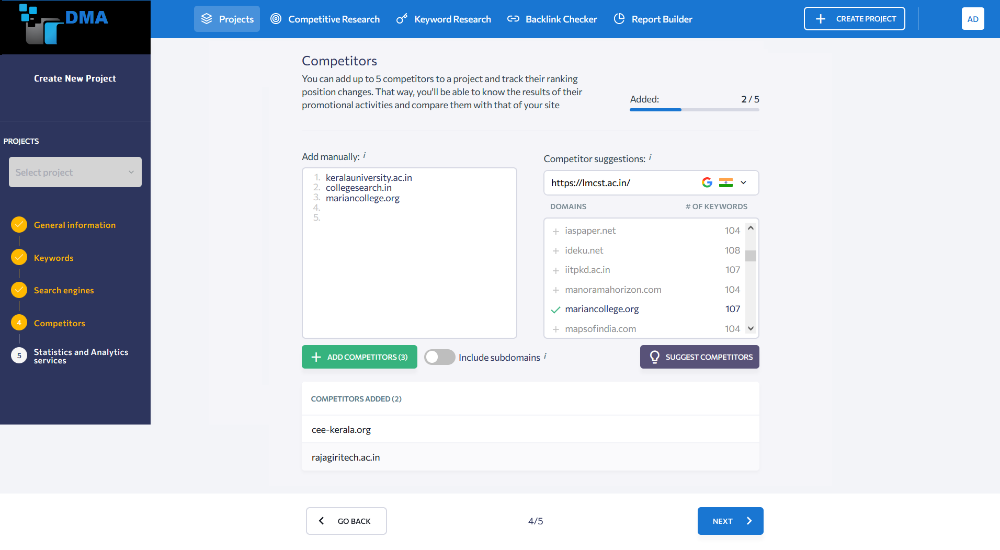 DMA
Projects
Competitive Research
Keyword Research
Backlink Checker
Report Builder
CREATE PROJECT
AD
Create New Project
PROJECTS
Select project
General information
Keywords
Search engines
4 Competitors
5 Statistics and Analytics
services
Competitors
You can add up to 5 competitors to a project and track their ranking
position changes. That way, you'll be able to know the results of their
promotional activities and compare them with that of your site
Added: 2 / 5
Add manually: i
1. keralauniversity.ac.in
2. collegesearch.in
3. mariancollege.org
4.
5.
ADD COMPETITORS (3)
Include subdomains i
Competitor suggestions: i
https://lmcst.ac.in/
DOMAINS # OF KEYWORDS
iaspaper.net 104
ideku.net 108
iitpkd.ac.in 107
manoramahorizon.com 104
mariancollege.org 107
mapsofindia.com 104
SUGGEST COMPETITORS
COMPETITORS ADDED (2)
cee-kerala.org
rajagiritech.ac.in
GO BACK
4/5
NEXT